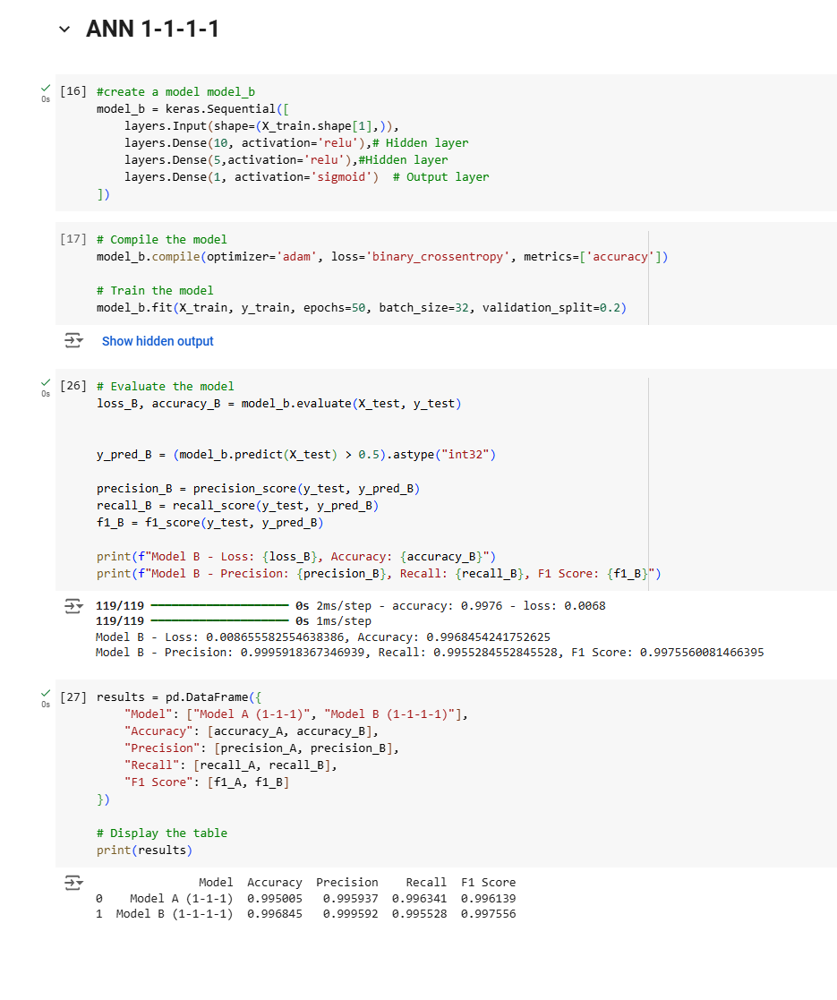 ANN 1-1-1-1
0s
[16] #create a model model_b
model_b = keras.Sequential([
layers.Input(shape=(X_train.shape[1],)),
layers.Dense(10, activation='relu'),# Hidden layer
layers.Dense(5,activation='relu'),#Hidden layer
layers.Dense(1, activation='sigmoid')  # Output layer
])
[17] # Compile the model
model_b.compile(optimizer='adam', loss='binary_crossentropy', metrics=['accuracy'])
# Train the model
model_b.fit(X_train, y_train, epochs=50, batch_size=32, validation_split=0.2)
Show hidden output
0s
[26] # Evaluate the model
loss_B, accuracy_B = model_b.evaluate(X_test, y_test)
y_pred_B = (model_b.predict(X_test) > 0.5).astype("int32")
precision_B = precision_score(y_test, y_pred_B)
recall_B = recall_score(y_test, y_pred_B)
f1_B = f1_score(y_test, y_pred_B)
print(f"Model B - Loss: {loss_B}, Accuracy: {accuracy_B}")
print(f"Model B - Precision: {precision_B}, Recall: {recall_B}, F1 Score: {f1_B}")
119/119 0s 2ms/step - accuracy: 0.9976 - loss: 0.0068
119/119 0s 1ms/step
Model B - Loss: 0.008655582554638386, Accuracy: 0.9968454241752625
Model B - Precision: 0.9995918367346939, Recall: 0.9955284552845528, F1 Score: 0.9975560081466395
0s
[27] results = pd.DataFrame({
"Model": ["Model A (1-1-1)", "Model B (1-1-1-1)"],
"Accuracy": [accuracy_A, accuracy_B],
"Precision": [precision_A, precision_B],
"Recall": [recall_A, recall_B],
"F1 Score": [f1_A, f1_B]
})
# Display the table
print(results)
Model Accuracy Precision Recall F1 Score
0 Model A (1-1-1) 0.995005 0.995937 0.996341 0.996139
1 Model B (1-1-1-1) 0.996845 0.999592 0.995528 0.997556